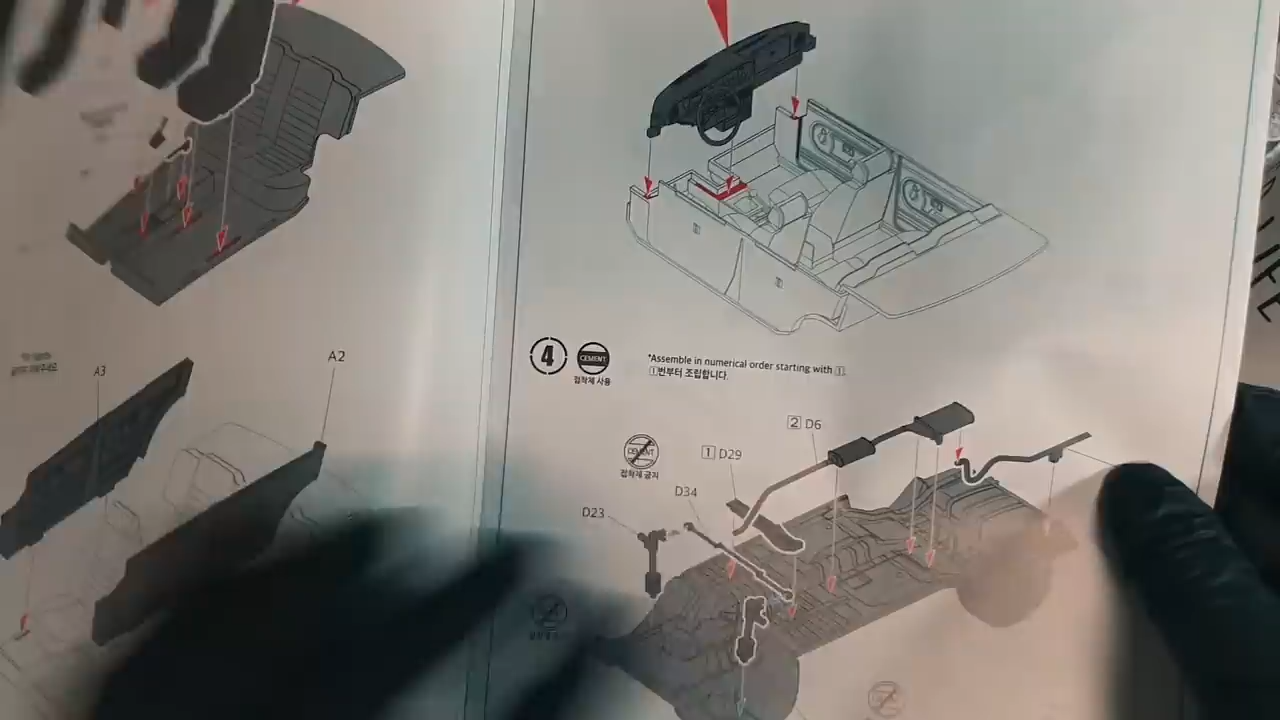 A3
A2
4
CEMENT
접착제 사용
*Assemble in numerical order starting with 1.
1번부터 조립합니다.
CEMENT
접착제 금지
2 D6
1 D29
D34
D23